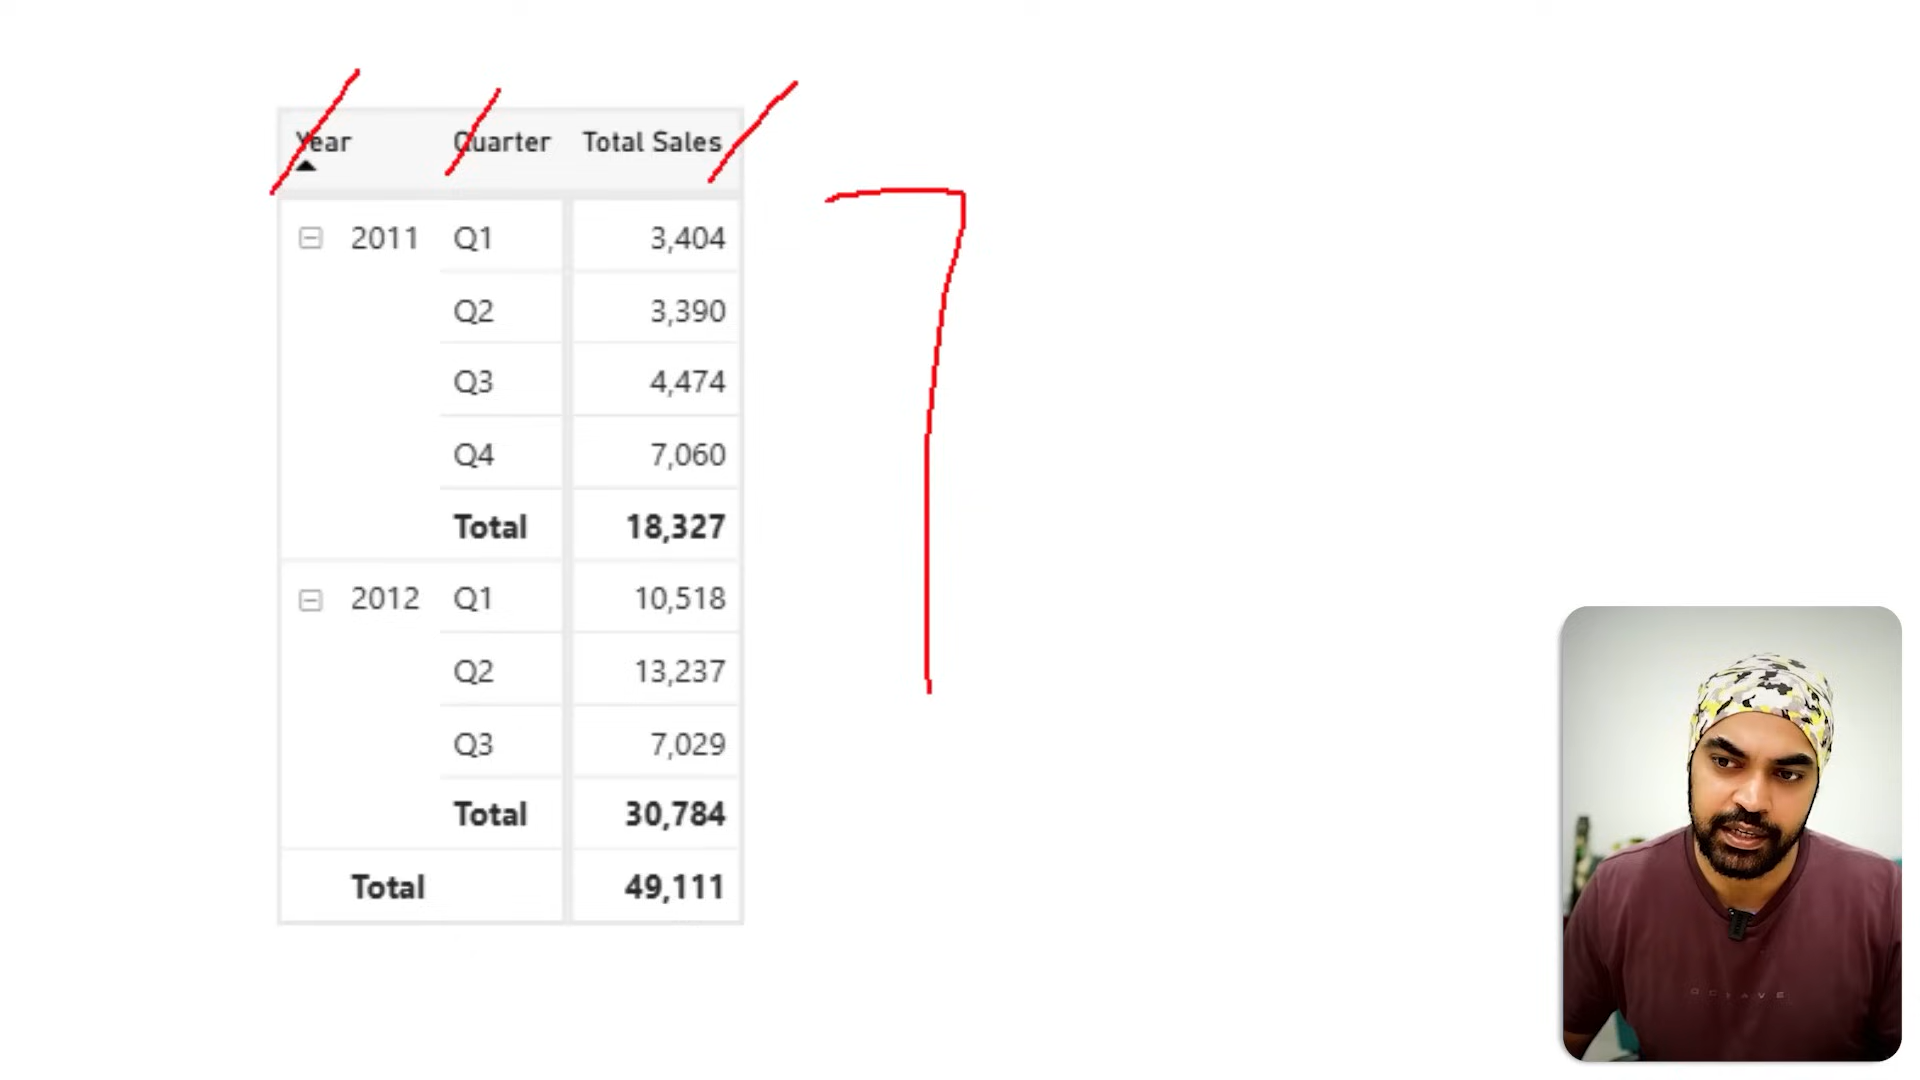 Year Quarter Total Sales
2011 Q1 3,404
Q2 3,390
Q3 4,474
Q4 7,060
Total 18,327
2012 Q1 10,518
Q2 13,237
Q3 7,029
Total 30,784
Total 49,111